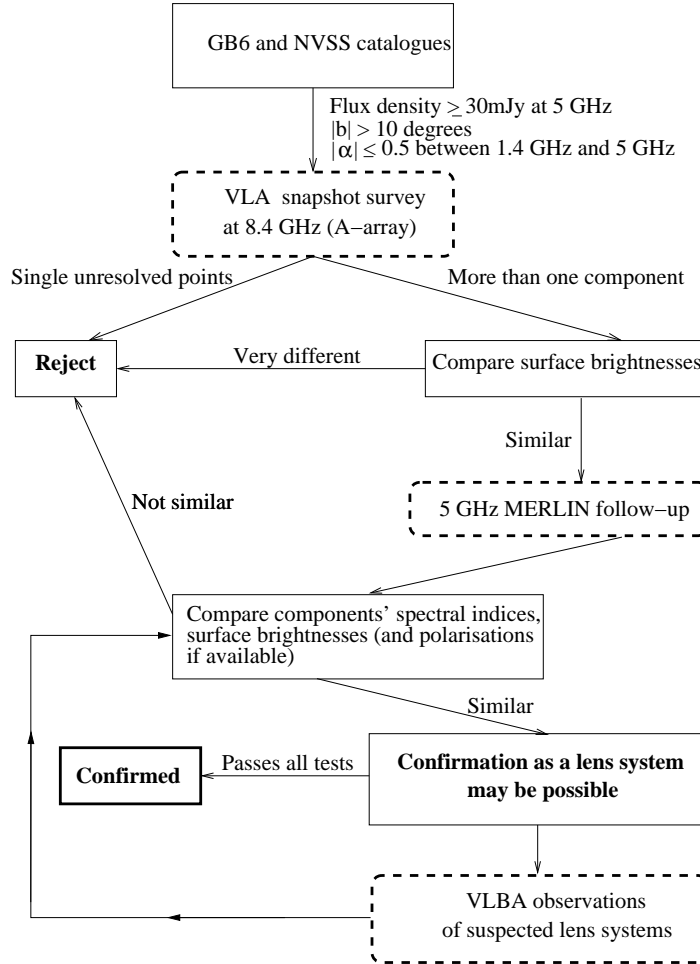 GB6 and NVSS catalogues
Flux density ≥ 30mJy at 5 GHz
|b| > 10 degrees
|α| ≤ 0.5 between 1.4 GHz and 5 GHz
VLA snapshot survey
at 8.4 GHz (A−array)
Single unresolved points
More than one component
Reject
Very different
Compare surface brightnesses
Similar
Not similar
5 GHz MERLIN follow−up
Compare components’ spectral indices,
surface brightnesses (and polarisations
if available)
Similar
Confirmed
Passes all tests
Confirmation as a lens system
may be possible
VLBA observations
of suspected lens systems